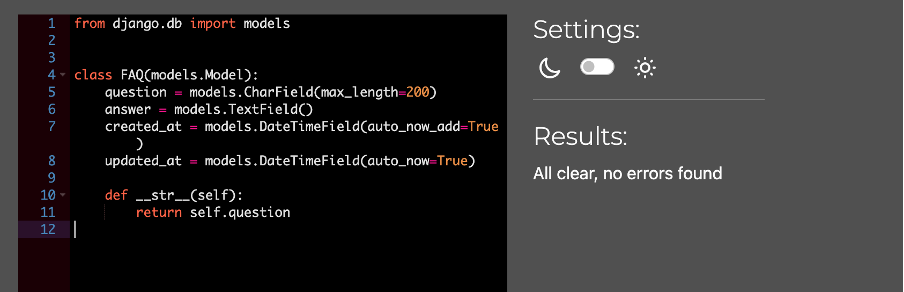 1 from django.db import models
2
3
4 class FAQ(models.Model):
5     question = models.CharField(max_length=200)
6     answer = models.TextField()
7     created_at = models.DateTimeField(auto_now_add=True
        )
8     updated_at = models.DateTimeField(auto_now=True)
9
10     def __str__(self):
11         return self.question
12
Settings:
Results:
All clear, no errors found